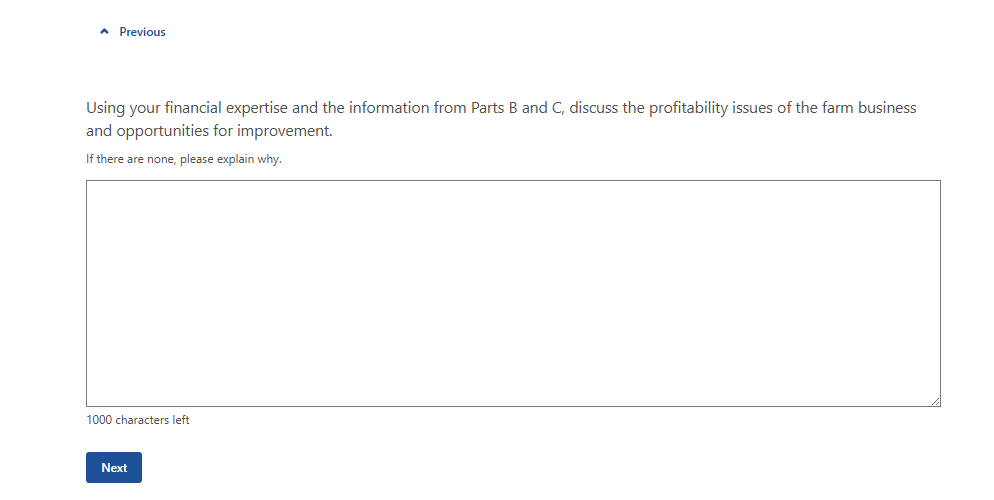 Previous
Using your financial expertise and the information from Parts B and C, discuss the profitability issues of the farm business
and opportunities for improvement.
If there are none, please explain why.
1000 characters left
Next